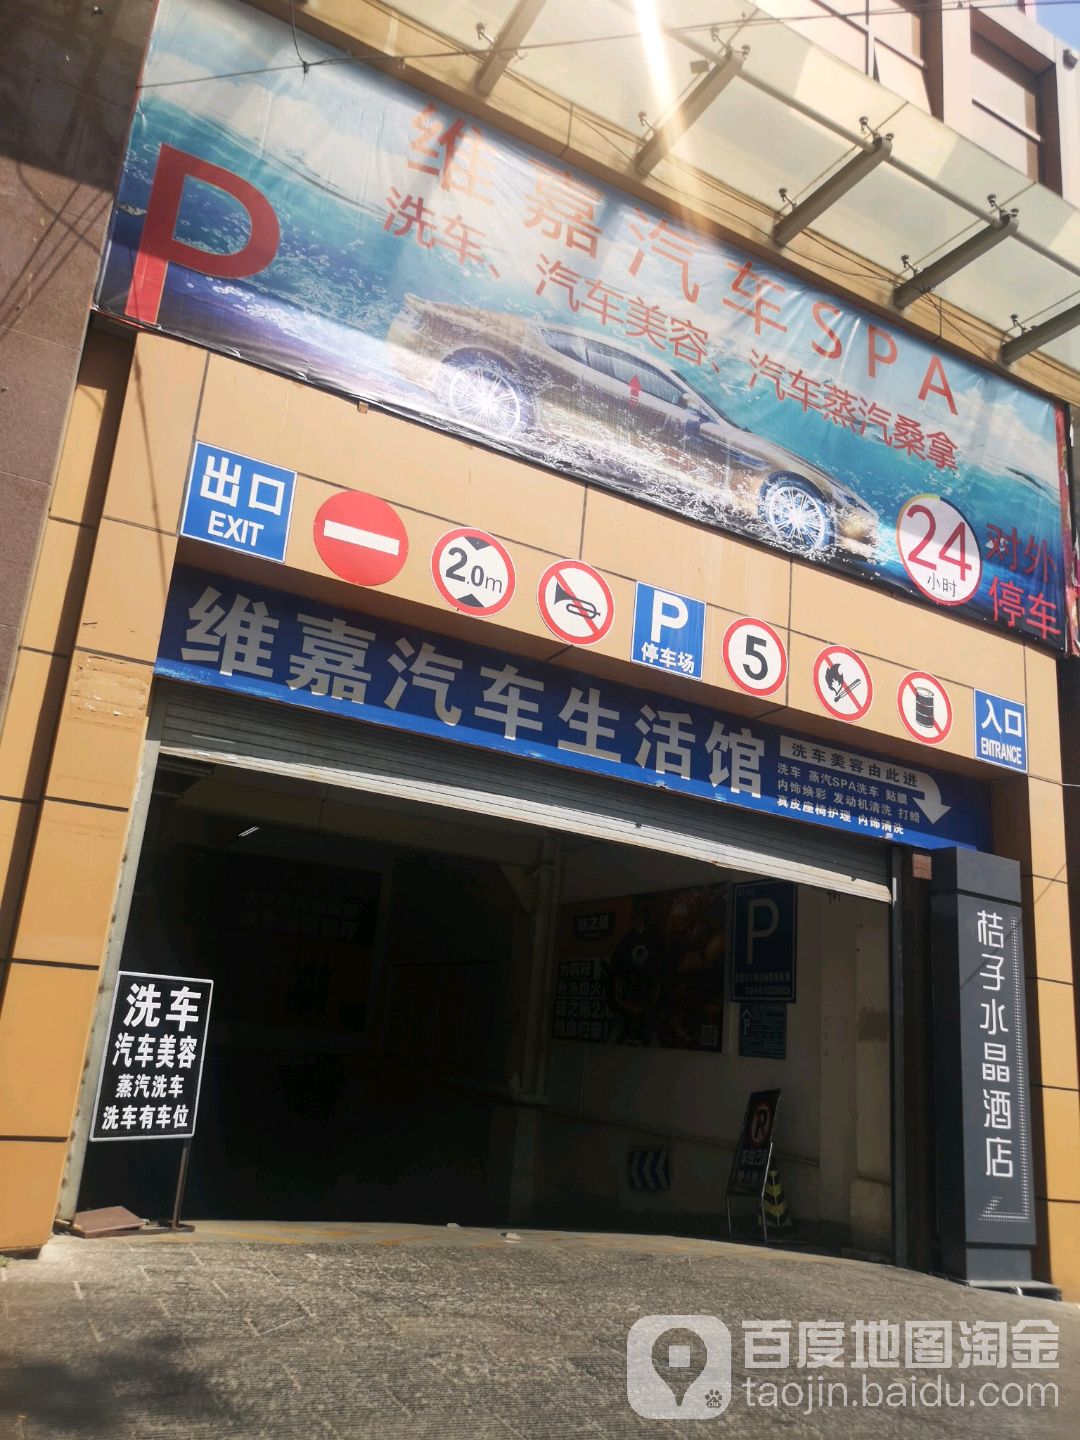 P
维嘉汽车SPA
洗车、汽车美容、汽车蒸汽桑拿
24
小时
对外
停车
出口
EXIT
2.0m
P
停车场
5
入口
ENTRANCE
维嘉汽车生活馆
洗车美容由此进
洗车 蒸汽SPA洗车 贴膜
内饰焕彩 发动机清洗 打蜡
真皮座椅护理 内饰清洗
洗车
汽车美容
蒸汽洗车
洗车有车位
P
桔子水晶酒店
百度地图淘金
taojin.baidu.com